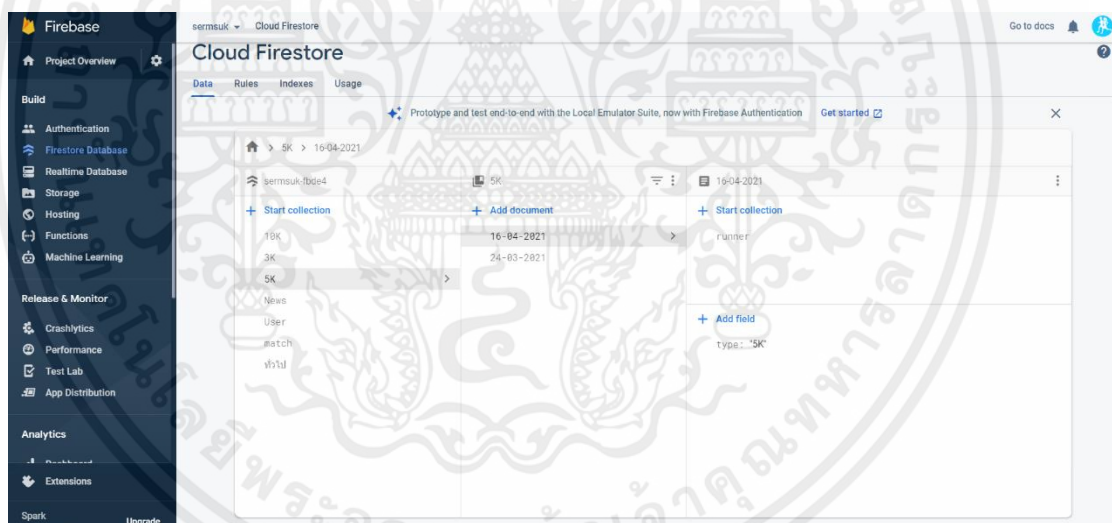 Firebase
sermsuk
Cloud Firestore
Go to docs
Project Overview
Cloud Firestore
Data
Rules
Indexes
Usage
Build
Prototype and test end-to-end with the Local Emulator Suite, now with Firebase Authentication
Get started
Authentication
Firestore Database
Realtime Database
Storage
Hosting
Functions
Machine Learning
Release & Monitor
Crashlytics
Performance
Test Lab
App Distribution
Analytics
Dashboard
Extensions
Spark
Upgrade
> 5K > 16-04-2021
sermsuk-fbde4
+ Start collection
10K
3K
5K
News
User
match
ทั่วไป
5K
+ Add document
16-04-2021
24-03-2021
16-04-2021
+ Start collection
runner
+ Add field
type: "5K"